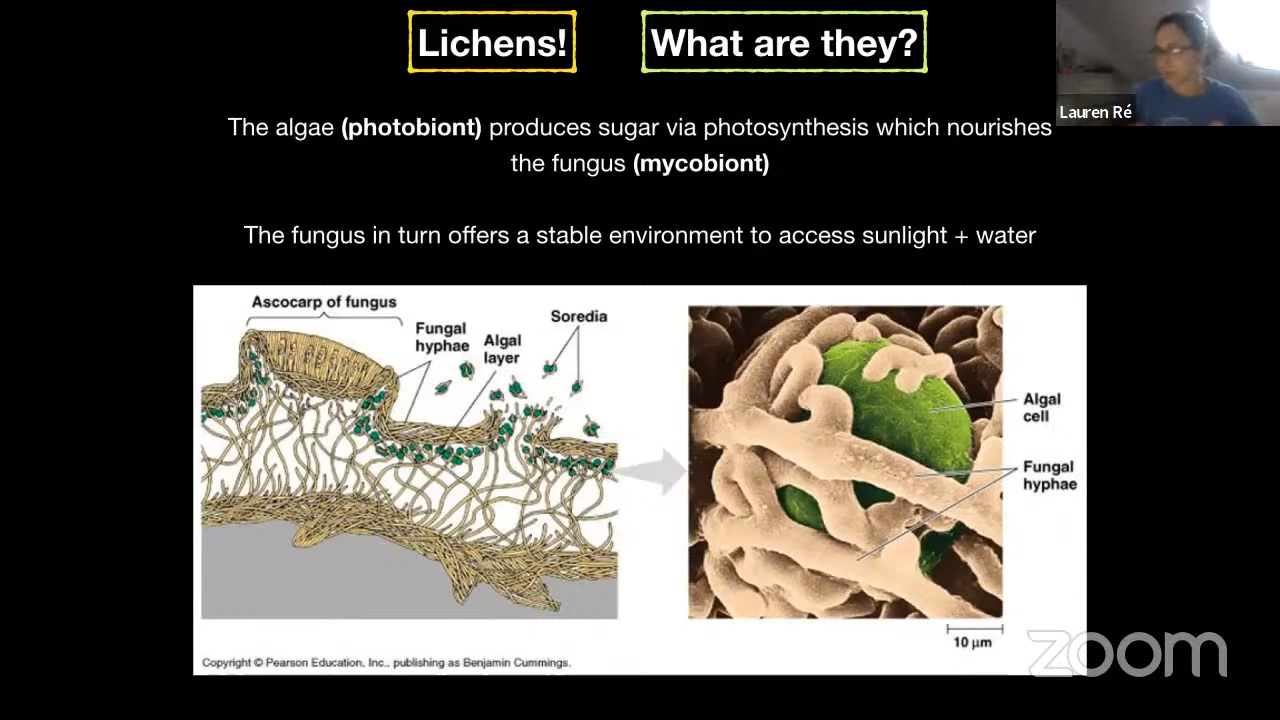 Lichens!
What are they?
Lauren Ré
The algae (photobiont) produces sugar via photosynthesis which nourishes
the fungus (mycobiont)
The fungus in turn offers a stable environment to access sunlight + water
Ascocarp of fungus
Fungal
hyphae
Algal
layer
Soredia
Algal
cell
Fungal
hyphae
10 µm
Copyright © Pearson Education, Inc., publishing as Benjamin Cummings.
zoom